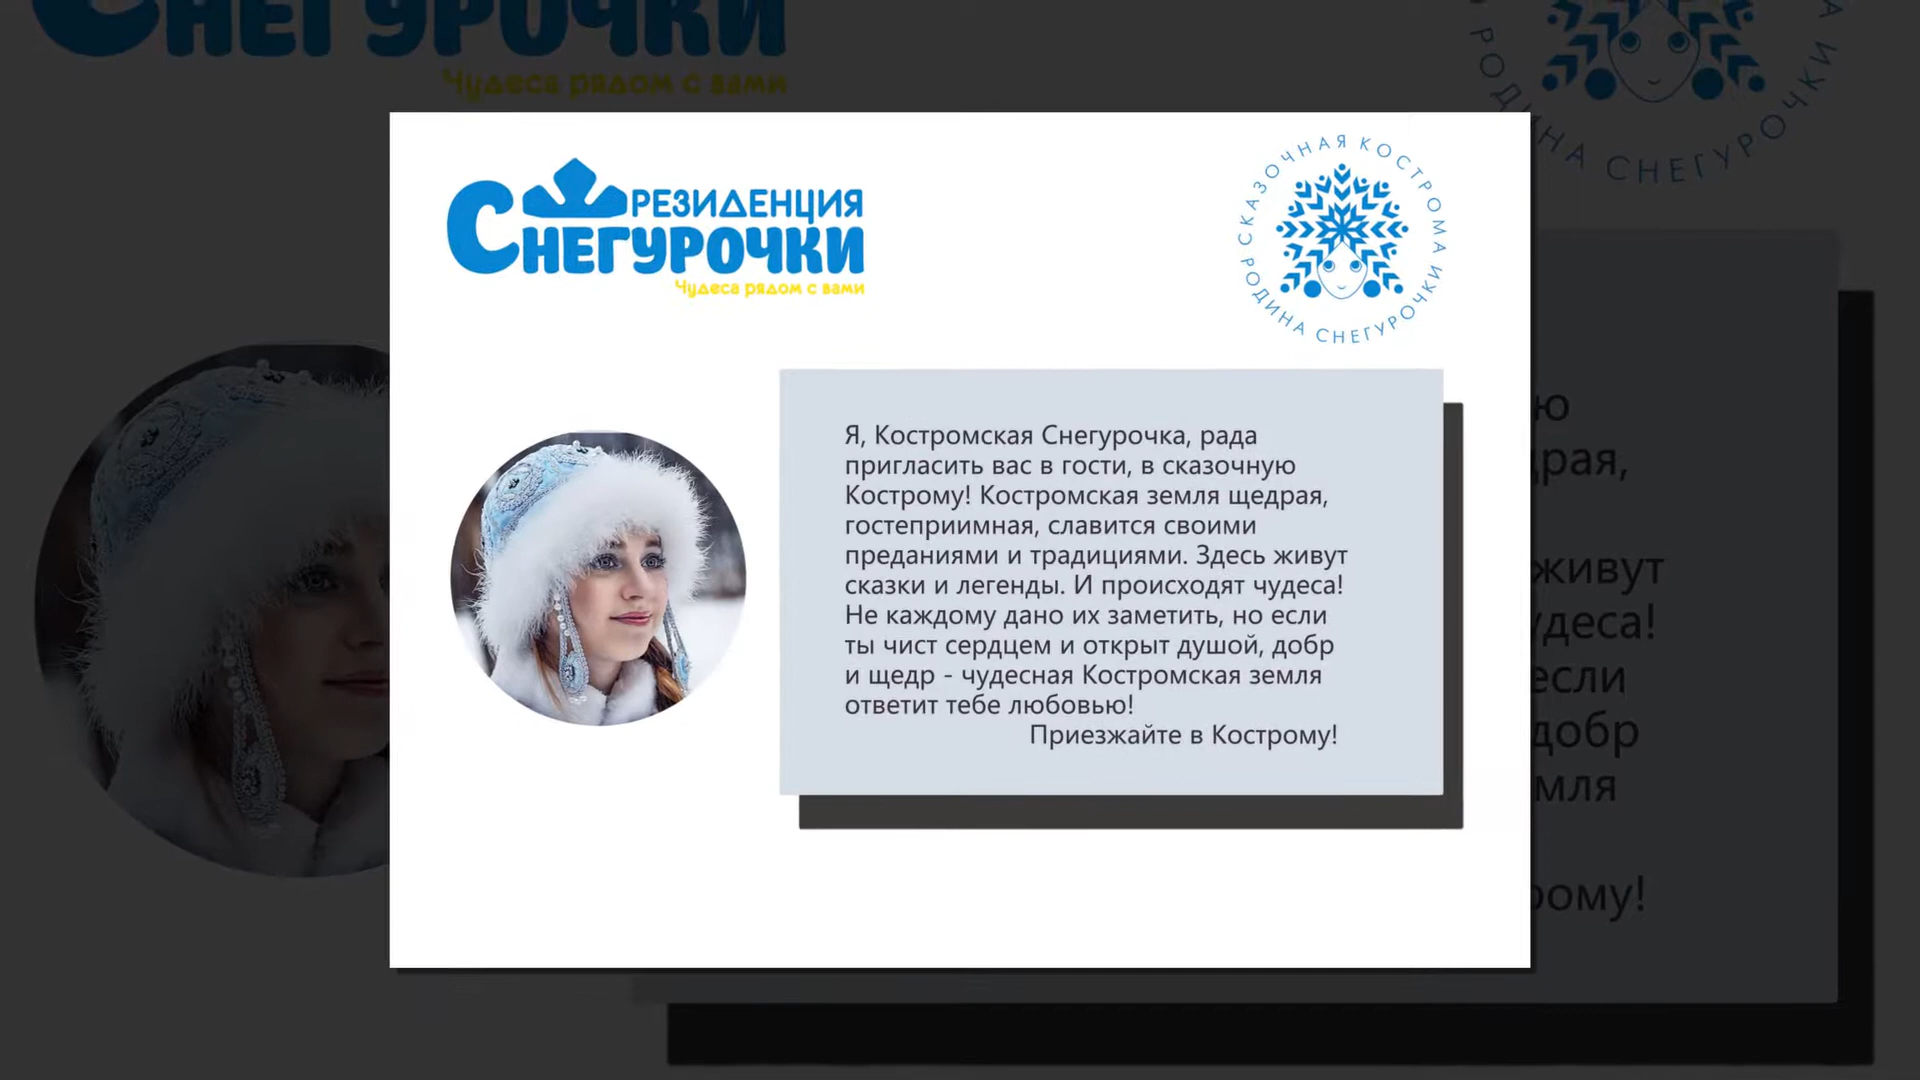 РЕЗИДЕНЦИЯ
СНЕГУРОЧКИ
Чудеса рядом с вами
СКАЗОЧНАЯ КОСТРОМА
РОДИНА СНЕГУРОЧКИ
Я, Костромская Снегурочка, рада
пригласить вас в гости, в сказочную
Кострому! Костромская земля щедрая,
гостеприимная, славится своими
преданиями и традициями. Здесь живут
сказки и легенды. И происходят чудеса!
Не каждому дано их заметить, но если
ты чист сердцем и открыт душой, добр
и щедр - чудесная Костромская земля
ответит тебе любовью!
Приезжайте в Кострому!